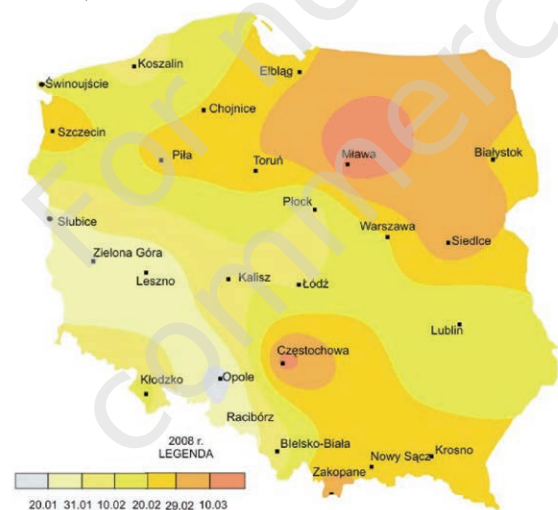 Koszalin
Elbląg
Świnoujście
Chojnice
Szczecin
Piła
Toruń
Mława
Białystok
Płock
Słubice
Warszawa
Siedlce
Zielona Góra
Leszno
Kalisz
Łódź
Lublin
Częstochowa
Kłodzko
Opole
Racibórz
2008 r.
LEGENDA
Bielsko-Biała
Nowy Sącz
Krosno
Zakopane
20.01 31.01 10.02 20.02 29.02 10.03
For n
commerc